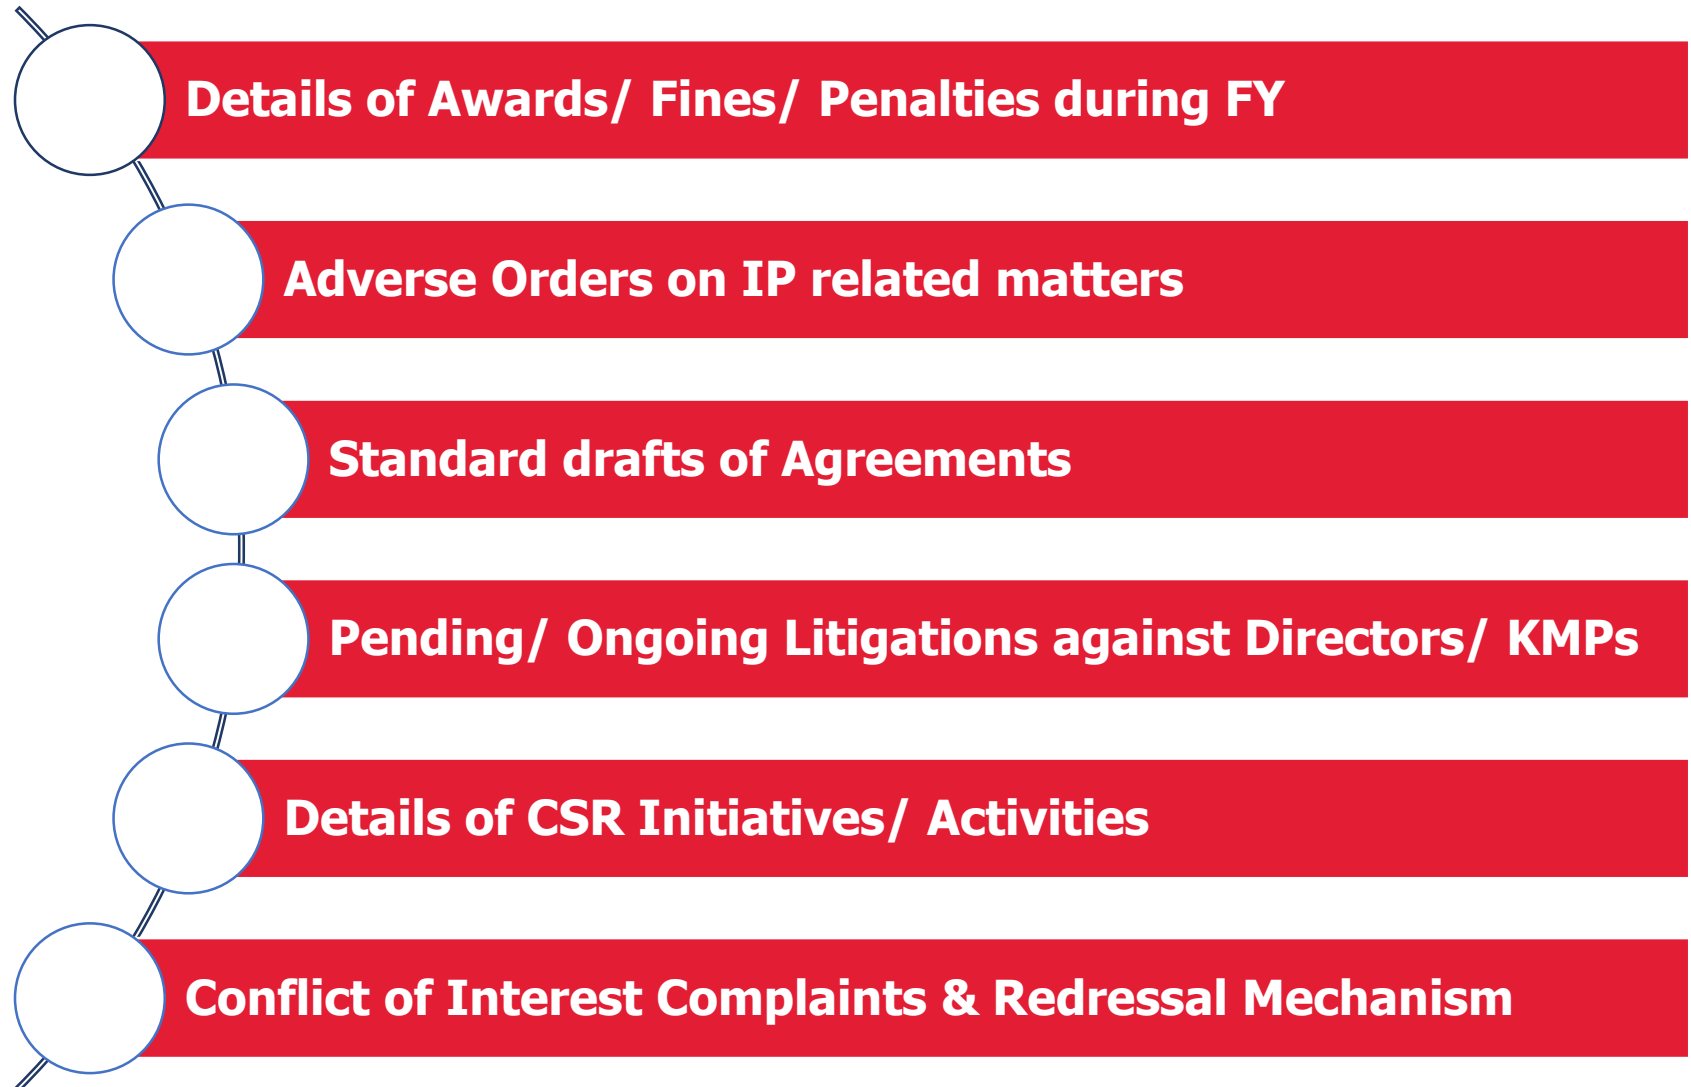 Details of Awards/ Fines/ Penalties during FY
Adverse Orders on IP related matters
Standard drafts of Agreements
Pending/ Ongoing Litigations against Directors/ KMPs
Details of CSR Initiatives/ Activities
Conflict of Interest Complaints & Redressal Mechanism